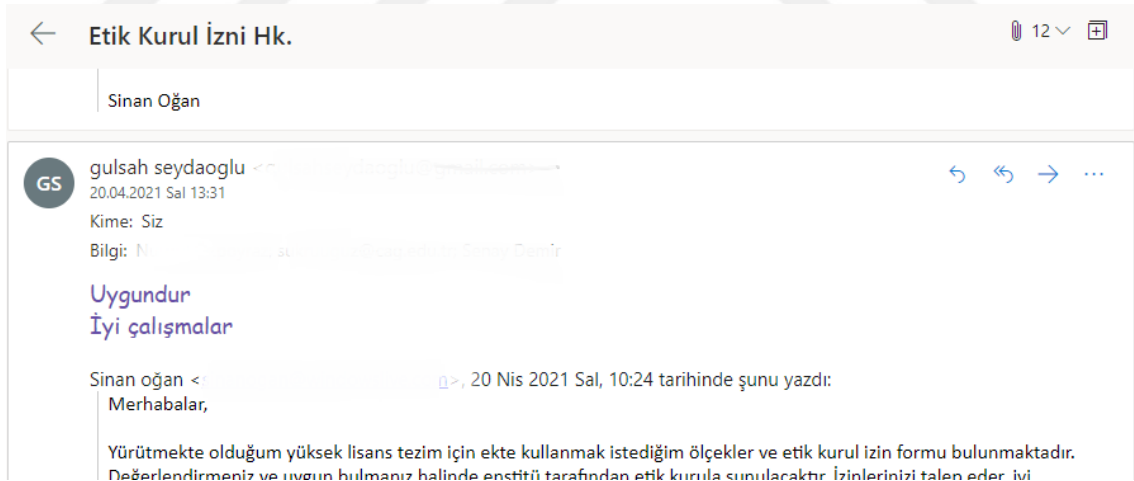 Etik Kurul İzni Hk.
12
Sinan Oğan
GS
gulsah seydaoglu <
20.04.2021 Sal 13:31
Kime: Siz
Bilgi:
Uygundur
İyi çalışmalar
Sinan oğan < >, 20 Nis 2021 Sal, 10:24 tarihinde şunu yazdı:
Merhabalar,
Yürütmekte olduğum yüksek lisans tezim için ekte kullanmak istediğim ölçekler ve etik kurul izin formu bulunmaktadır.
Değerlendirmeniz ve uygun bulmanız halinde enstitü tarafından etik kurula sunulacaktır. İzinlerinizi talep eder, iyi